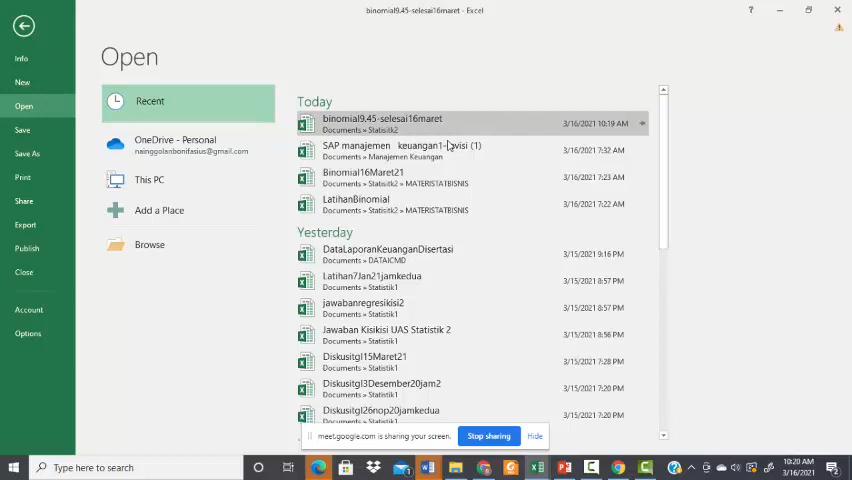 binomial9.45-selesai16maret - Excel
?
Info
New
Open
Save
Save As
Print
Share
Export
Publish
Close
Account
Options
Open
Recent
OneDrive - Personal
nainggolanbonifasius@gmail.com
This PC
Add a Place
Browse
Today
binomial9.45-selesai16maret
Documents » Statisitk2
3/16/2021 10:19 AM
SAP manajemen keuangan1-revisi (1)
Documents » Manajemen Keuangan
3/16/2021 7:32 AM
Binomial16Maret21
Documents » Statisitk2 » MATERISTATBISNIS
3/16/2021 7:23 AM
LatihanBinomial
Documents » Statisitk2 » MATERISTATBISNIS
3/16/2021 7:22 AM
Yesterday
DataLaporanKeuanganDisertasi
Documents » DATAICMD
3/15/2021 9:16 PM
Latihan7Jan21jamkedua
Documents » Statistik1
3/15/2021 8:57 PM
jawabanregresikisi2
Documents » Statistik1
3/15/2021 8:57 PM
Jawaban Kisikisi UAS Statistik 2
Documents » Statistik1
3/15/2021 8:56 PM
Diskusitgl15Maret21
Documents » Statistik1
3/15/2021 7:28 PM
Diskusitgl3Desember20jam2
Documents » Statistik1
3/15/2021 7:20 PM
Diskusitgl26nop20jamkedua
3/15/2021 7:20 PM
meet.google.com is sharing your screen.
Stop sharing
Hide
Type here to search
10:20 AM
3/16/2021